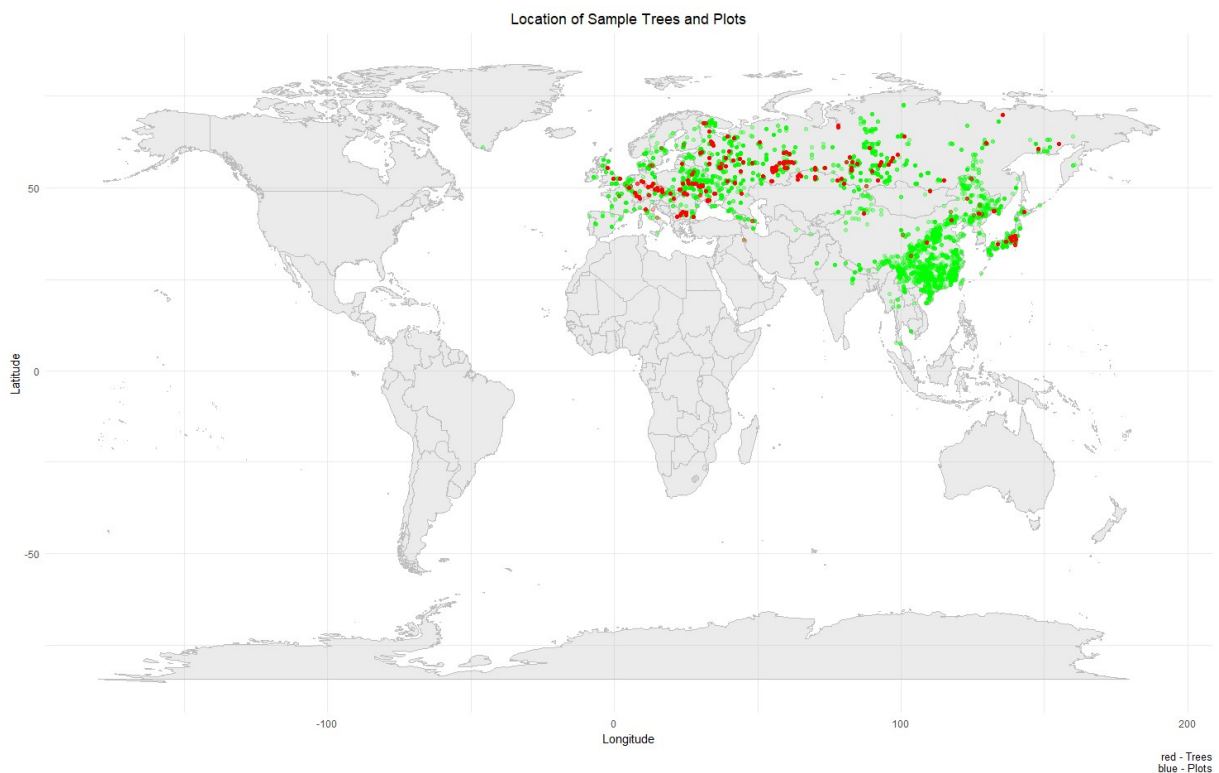 Location of Sample Trees and Plots
50
0
-50
Latitude
-100
0
100
200
Longitude
red - Trees
blue - Plots